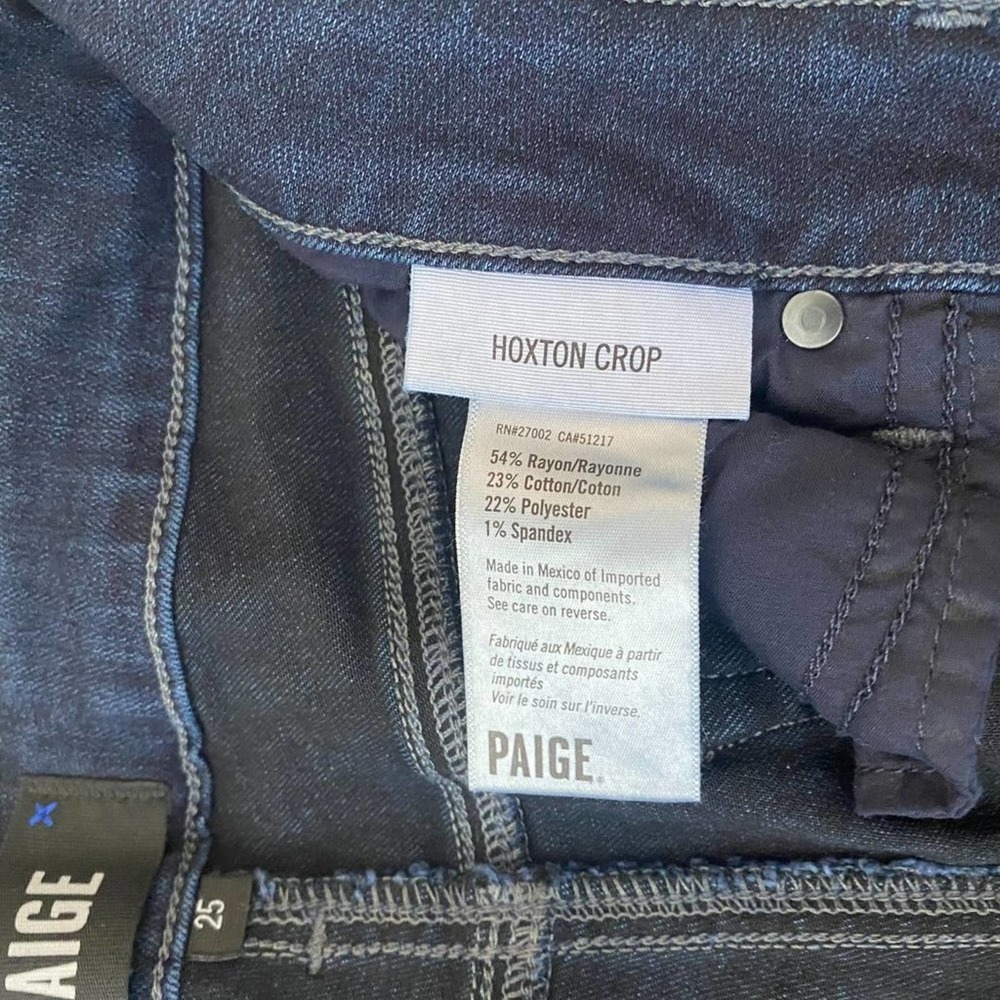 HOXTON CROP
RN#27002 CA#51217
54% Rayon/Rayonne
23% Cotton/Coton
22% Polyester
1% Spandex
Made in Mexico of Imported
fabric and components.
See care on reverse.
Fabriqué aux Mexique à partir
de tissus et composants
importés
Voir le soin sur l'inverse.
PAIGE.
AIGE
25